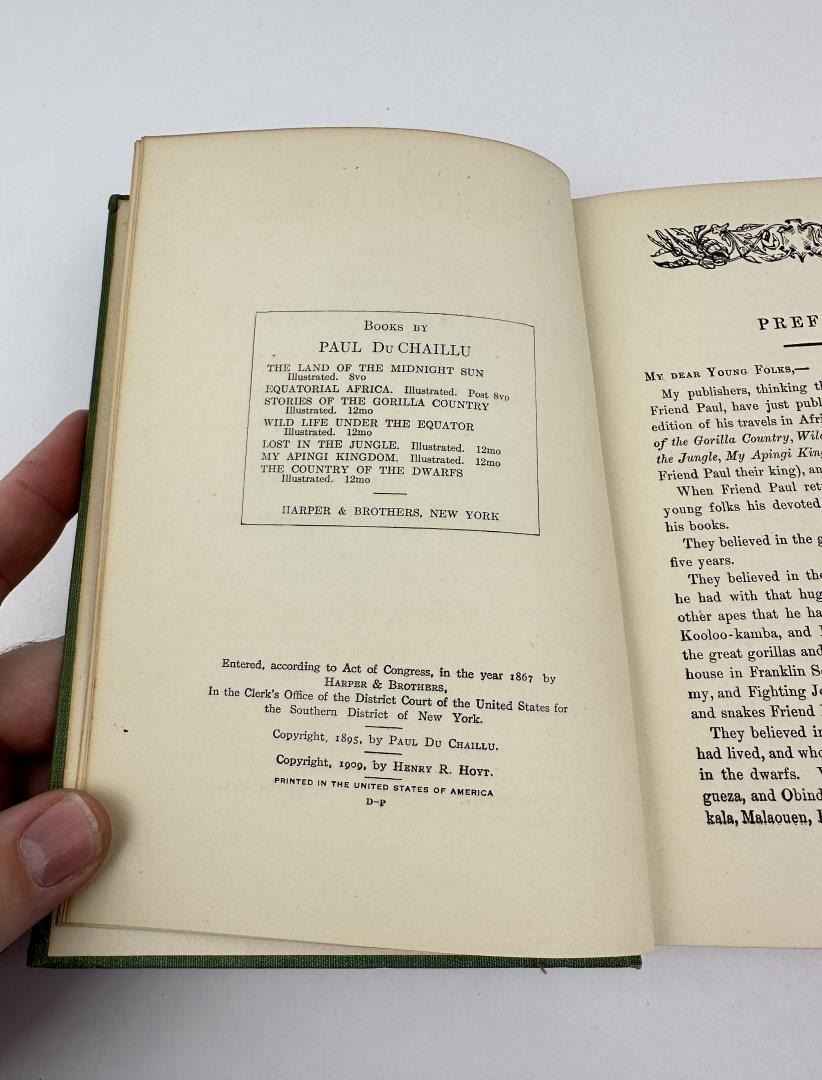 BOOKS BY
PAUL DU CHAILLU
THE LAND OF THE MIDNIGHT SUN
Illustrated. 8vo
EQUATORIAL AFRICA. Illustrated. Post 8vo
STORIES OF THE GORILLA COUNTRY
Illustrated. 12mo
WILD LIFE UNDER THE EQUATOR
Illustrated. 12mo
LOST IN THE JUNGLE. Illustrated. 12mo
MY APINGI KINGDOM. Illustrated. 12mo
THE COUNTRY OF THE DWARFS
Illustrated. 12mo
HARPER & BROTHERS, NEW YORK
Entered, according to Act of Congress, in the year 1867 by
HARPER & BROTHERS,
In the Clerk's Office of the District Court of the United States for
the Southern District of New York.
Copyright, 1895, by PAUL DU CHAILLU.
Copyright, 1909, by HENRY R. HOYT.
PRINTED IN THE UNITED STATES OF AMERICA
D-P
PREF
MY DEAR YOUNG FOLKS,—
My publishers, thinking th
Friend Paul, have just publ
edition of his travels in Afri
of the Gorilla Country, Wild
the Jungle, My Apingi King
Friend Paul their king), an
When Friend Paul ret
young folks his devoted
his books.
They believed in the g
five years.
They believed in the
he had with that hug
other apes that he ha
Kooloo-kamba, and
the great gorillas and
house in Franklin S
my, and Fighting J
and snakes Friend
They believed in
had lived, and who
in the dwarfs.
gueza, and Obind
kala, Malaouen,